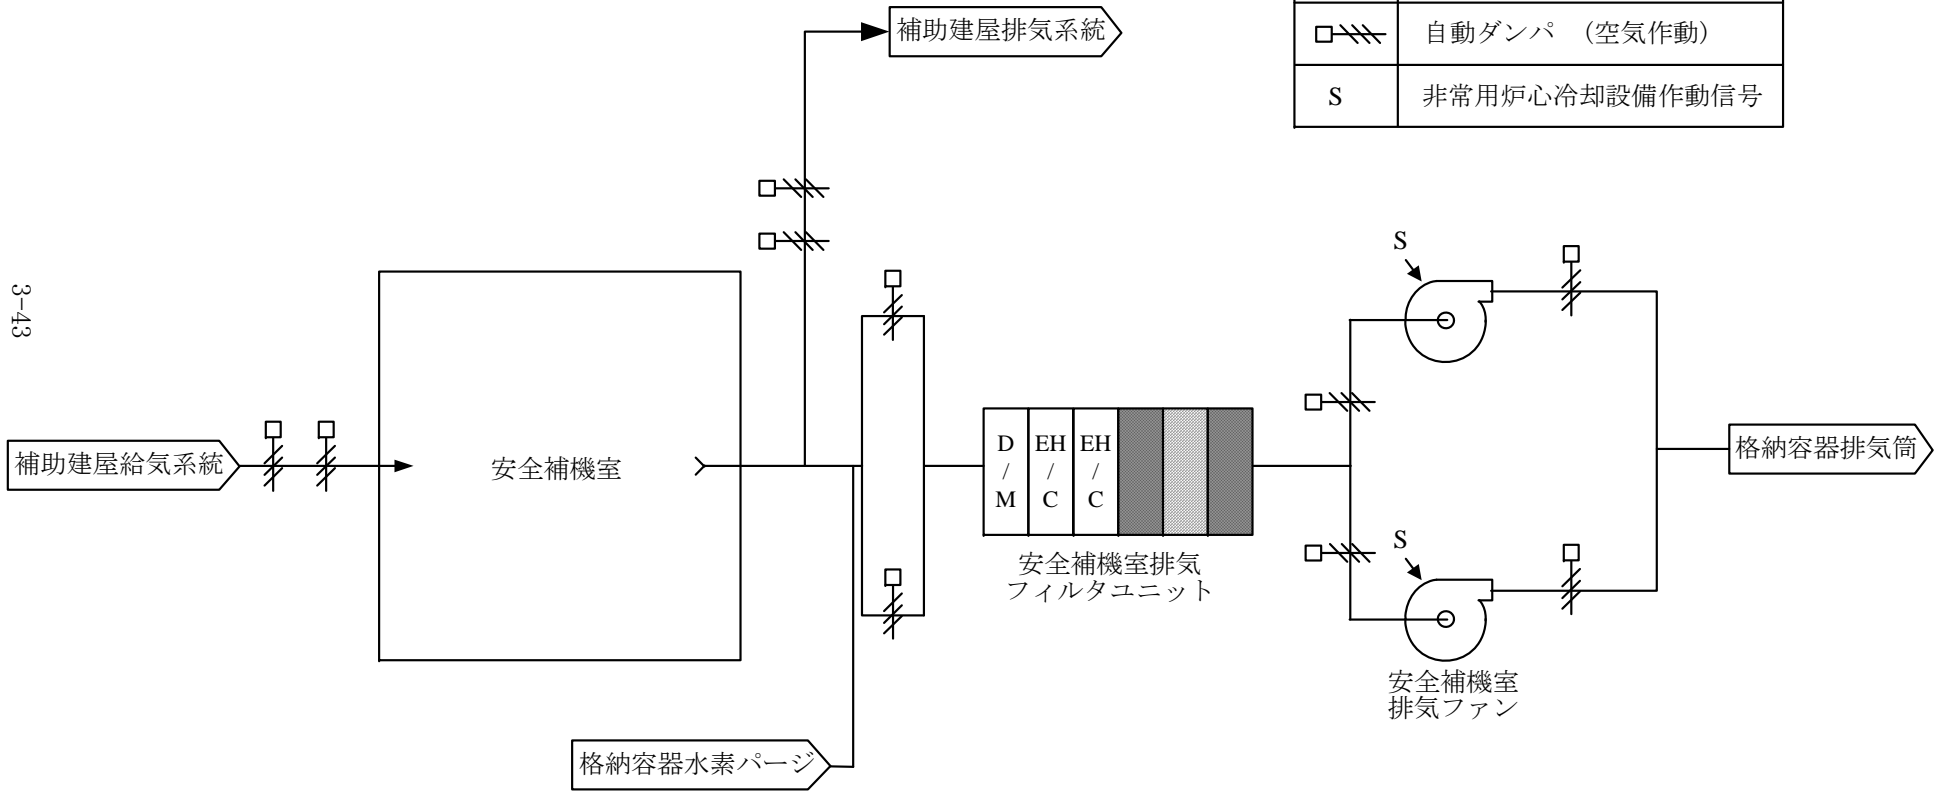 補助建屋排気系統
自動ダンパ （空気作動）
S 非常用炉心冷却設備作動信号
S
3-43
補助建屋給気系統
安全補機室
D/M
EH/C
EH/C
格納容器排気筒
安全補機室排気
フィルタユニット
S
安全補機室
排気ファン
格納容器水素パージ